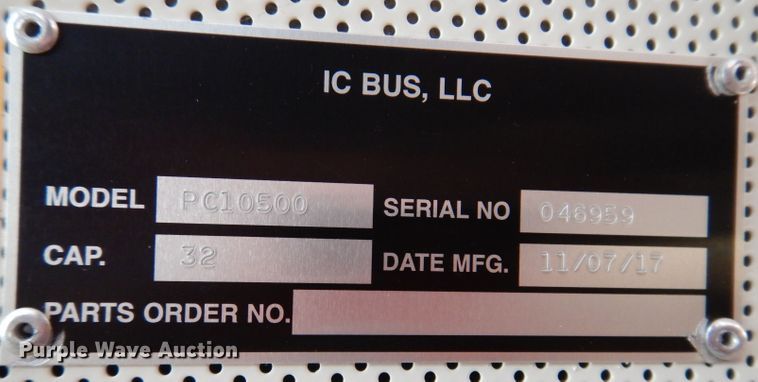 IC BUS, LLC
MODEL PC10500 SERIAL NO 046959
CAP. 32 DATE MFG. 11/07/17
PARTS ORDER NO.
Purple Wave Auction